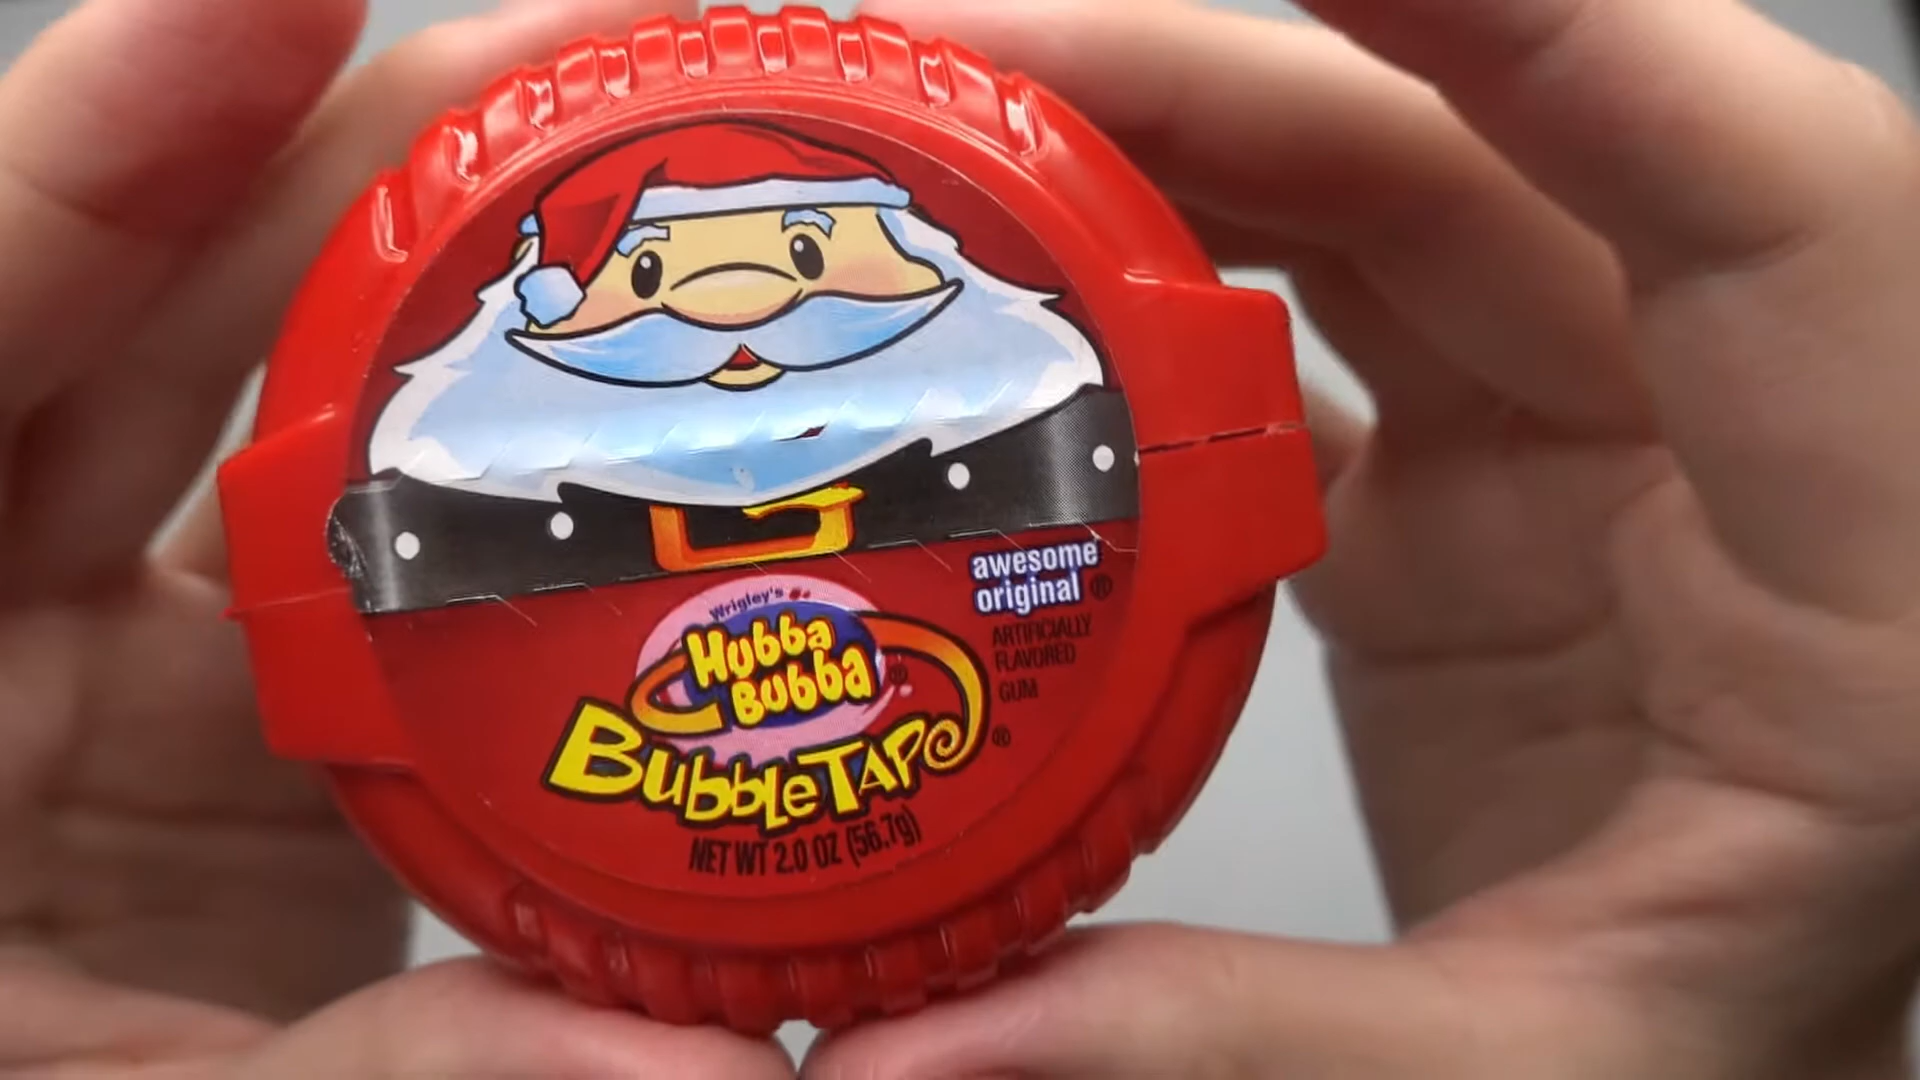 awesome
original ®
ARTIFICIALLY
FLAVORED
GUM
Wrigley's
Hubba
Bubba ®
BubbleTape ®
NET WT 2.0 OZ (56.7g)